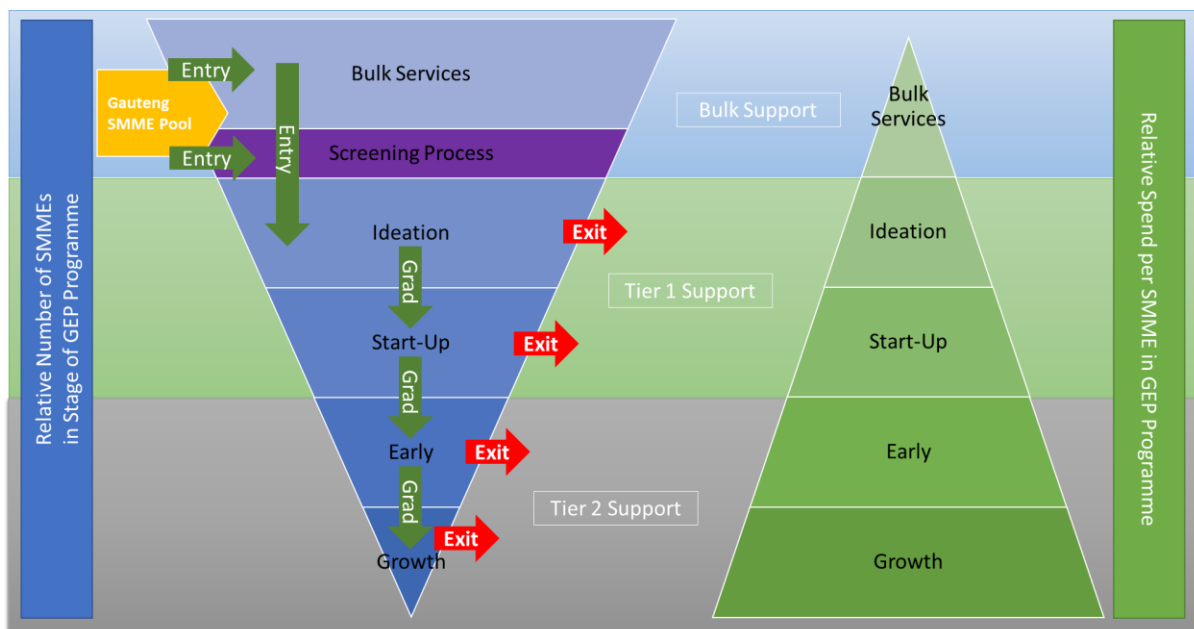 Relative Number of SMMEs
in Stage of GEP Programme
Gauteng
SMME Pool
Entry
Entry
Entry
Bulk Services
Screening Process
Ideation
Grad
Start-Up
Grad
Early
Grad
Growth
Exit
Exit
Exit
Exit
Bulk Support
Tier 1 Support
Tier 2 Support
Bulk
Services
Ideation
Start-Up
Early
Growth
Relative Spend per SMME in GEP Programme